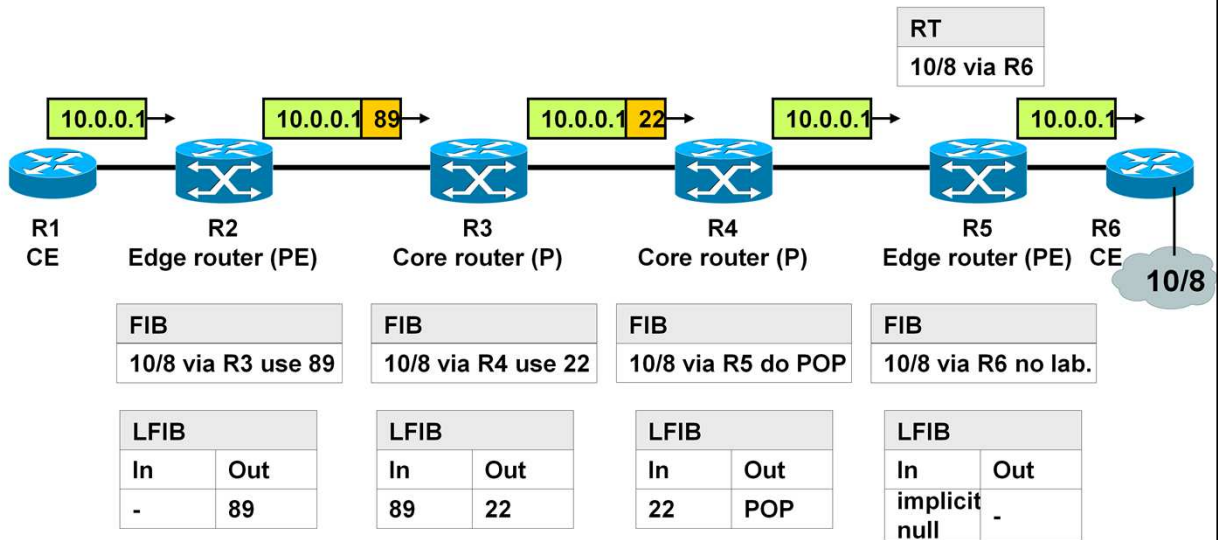 RT
10/8 via R6
10.0.0.1
10.0.0.1 89
10.0.0.1 22
10.0.0.1
10.0.0.1
R1
CE
R2
Edge router (PE)
R3
Core router (P)
R4
Core router (P)
R5
Edge router (PE)
R6
CE
10/8
FIB
10/8 via R3 use 89
FIB
10/8 via R4 use 22
FIB
10/8 via R5 do POP
FIB
10/8 via R6 no lab.
LFIB
In Out
- 89
LFIB
In Out
89 22
LFIB
In Out
22 POP
LFIB
In Out
implicit
null -